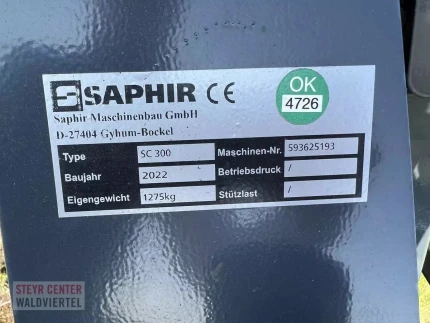 SAPHIR CE
OK
4726
Saphir Maschinenbau GmbH
D-27404 Gyhum-Bockel
Type SC 300 Maschinen-Nr. 593625193
Baujahr 2022 Betriebsdruck /
Eigengewicht 1275kg Stützlast /
STEYR CENTER
WALDVIERTEL